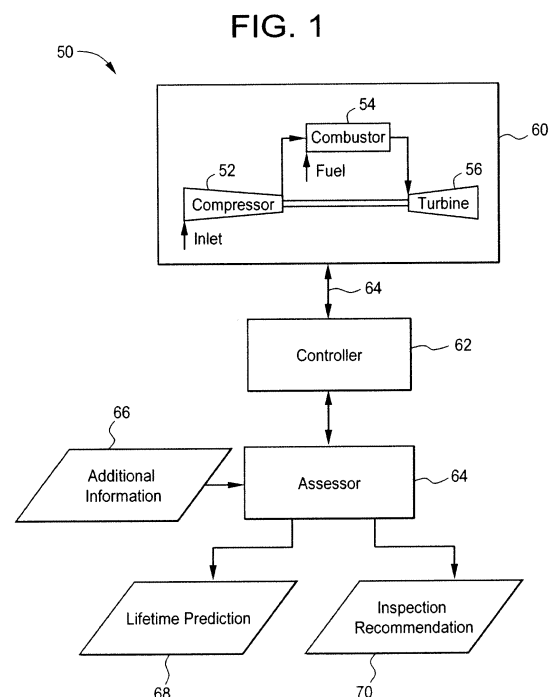 FIG. 1
50
54
Combustor
60
52
Fuel
56
Compressor
Turbine
Inlet
64
Controller
62
66
Additional
Information
Assessor
64
Lifetime Prediction
Inspection
Recommendation
68
70